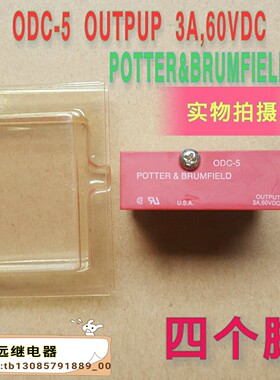 ODC-5 OUTPUP 3A,60VDC
POTTER&BRUMFIELD
实物拍摄
ODC-5
POTTER & BRUMFIELD
OUTPUT
3A,60VDC
U.S.A.
四个
远继电器
:tb13085791889_00